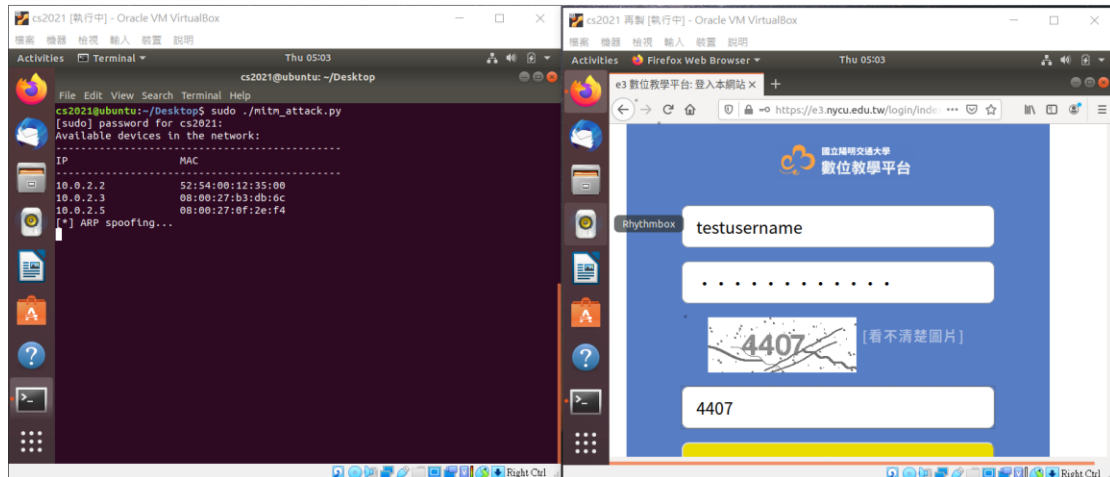 cs2021 [執行中] - Oracle VM VirtualBox
檔案 機器 檢視 輸入 裝置 說明
Activities Terminal Thu 05:03
cs2021@ubuntu: ~/Desktop
File Edit View Search Terminal Help
cs2021@ubuntu:~/Desktop$ sudo ./mitm_attack.py
[sudo] password for cs2021:
Available devices in the network:
---------------------------------------------
IP MAC
---------------------------------------------
10.0.2.2 52:54:00:12:35:00
10.0.2.3 08:00:27:b3:db:6c
10.0.2.5 08:00:27:0f:2e:f4
[*] ARP spoofing...
Right Ctrl
cs2021 再製 [執行中] - Oracle VM VirtualBox
檔案 機器 檢視 輸入 裝置 說明
Activities Firefox Web Browser Thu 05:03
e3 數位教學平台: 登入本網站
https://e3.nycu.edu.tw/login/inde
國立陽明交通大學
數位教學平台
Rhythmbox
testusername
4407
[看不清楚圖片]
4407
Right Ctrl